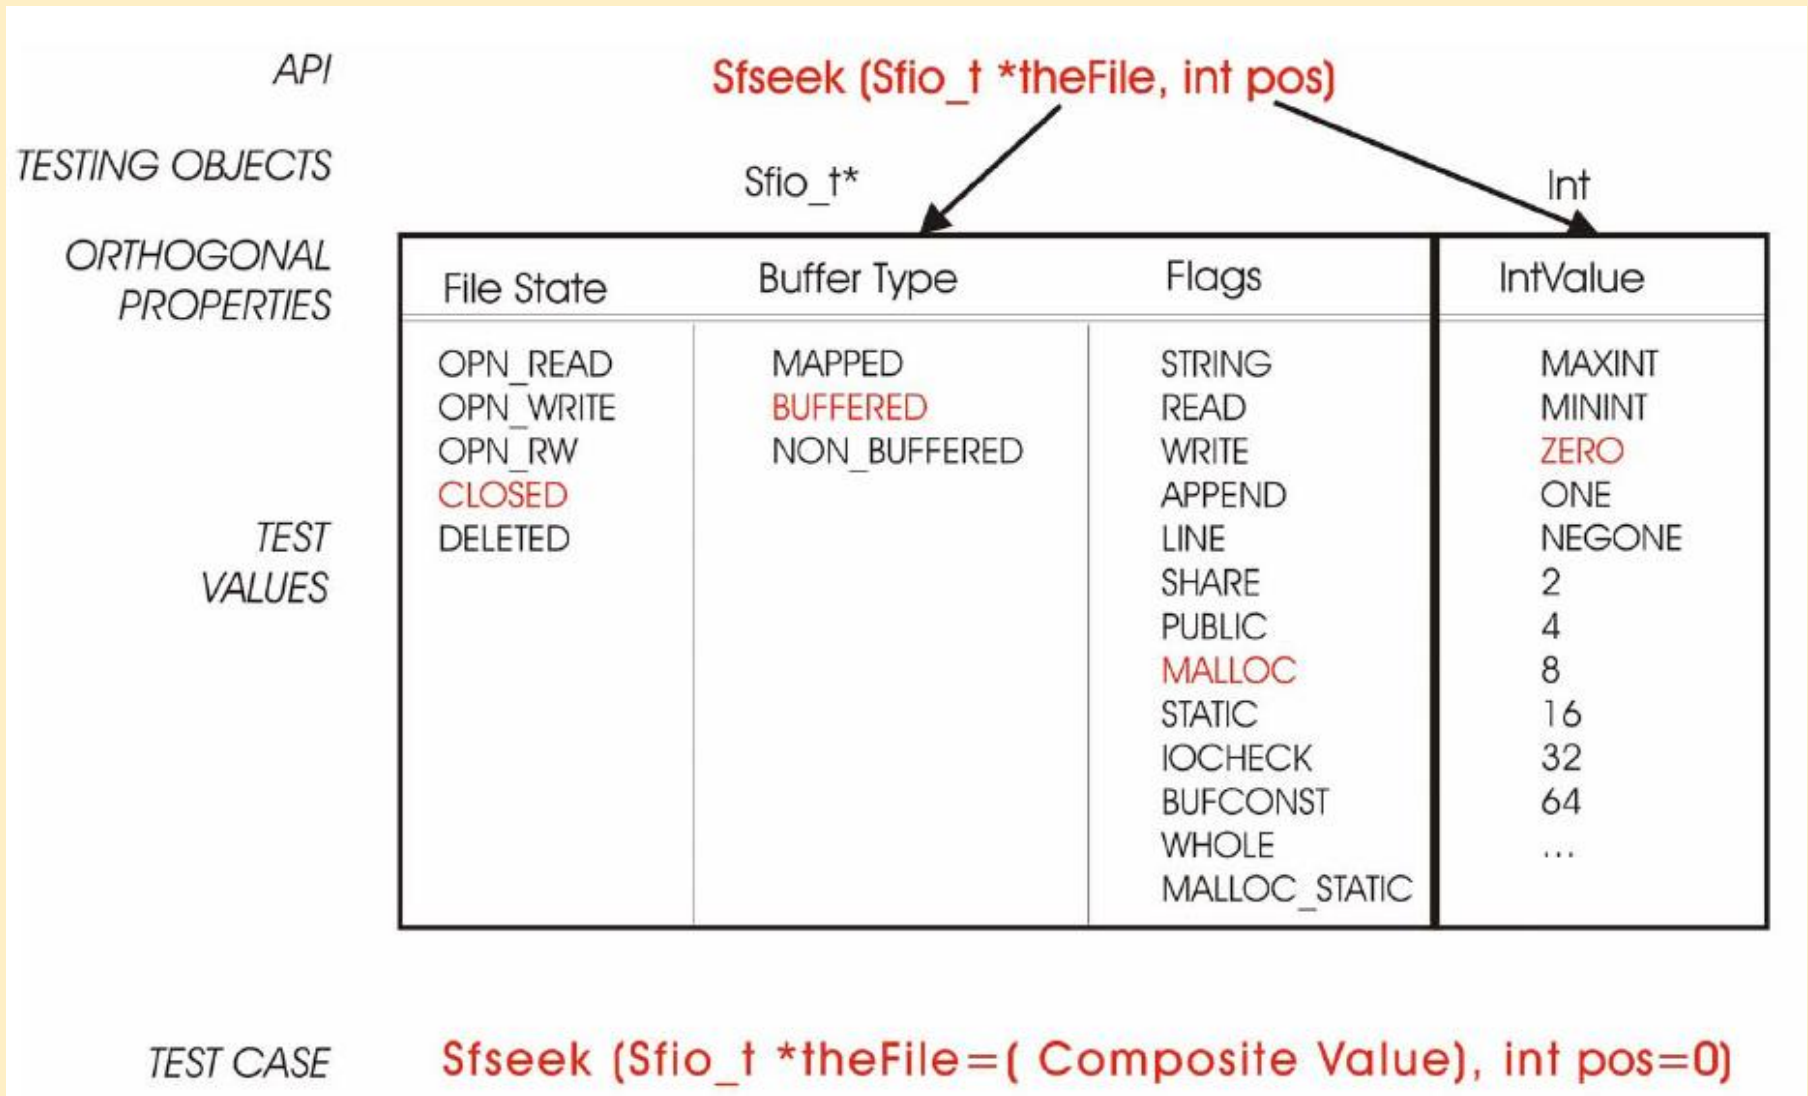 API
Sfseek (Sfio_t *theFile, int pos)
TESTING OBJECTS
Sfio_t*
Int
ORTHOGONAL
PROPERTIES
File State
Buffer Type
Flags
IntValue
TEST
VALUES
OPN_READ
OPN_WRITE
OPN_RW
CLOSED
DELETED
MAPPED
BUFFERED
NON_BUFFERED
STRING
READ
WRITE
APPEND
LINE
SHARE
PUBLIC
MALLOC
STATIC
IOCHECK
BUFCONST
WHOLE
MALLOC_STATIC
MAXINT
MININT
ZERO
ONE
NEGONE
2
4
8
16
32
64
...
TEST CASE
Sfseek (Sfio_t *theFile=( Composite Value), int pos=0)